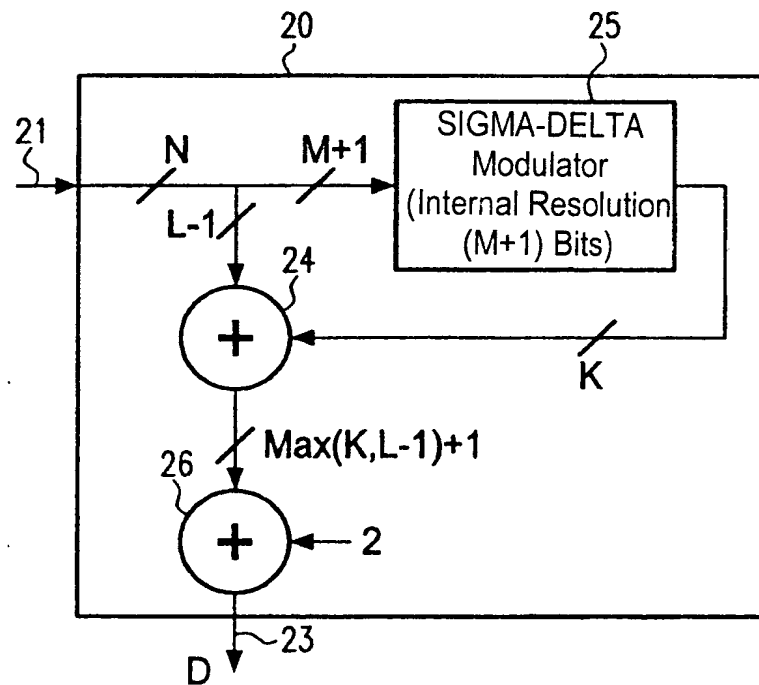 20
25
21
N
M+1
SIGMA-DELTA
Modulator
(Internal Resolution
(M+1) Bits)
L-1
24
+
K
Max(K,L-1)+1
26
+
2
23
D